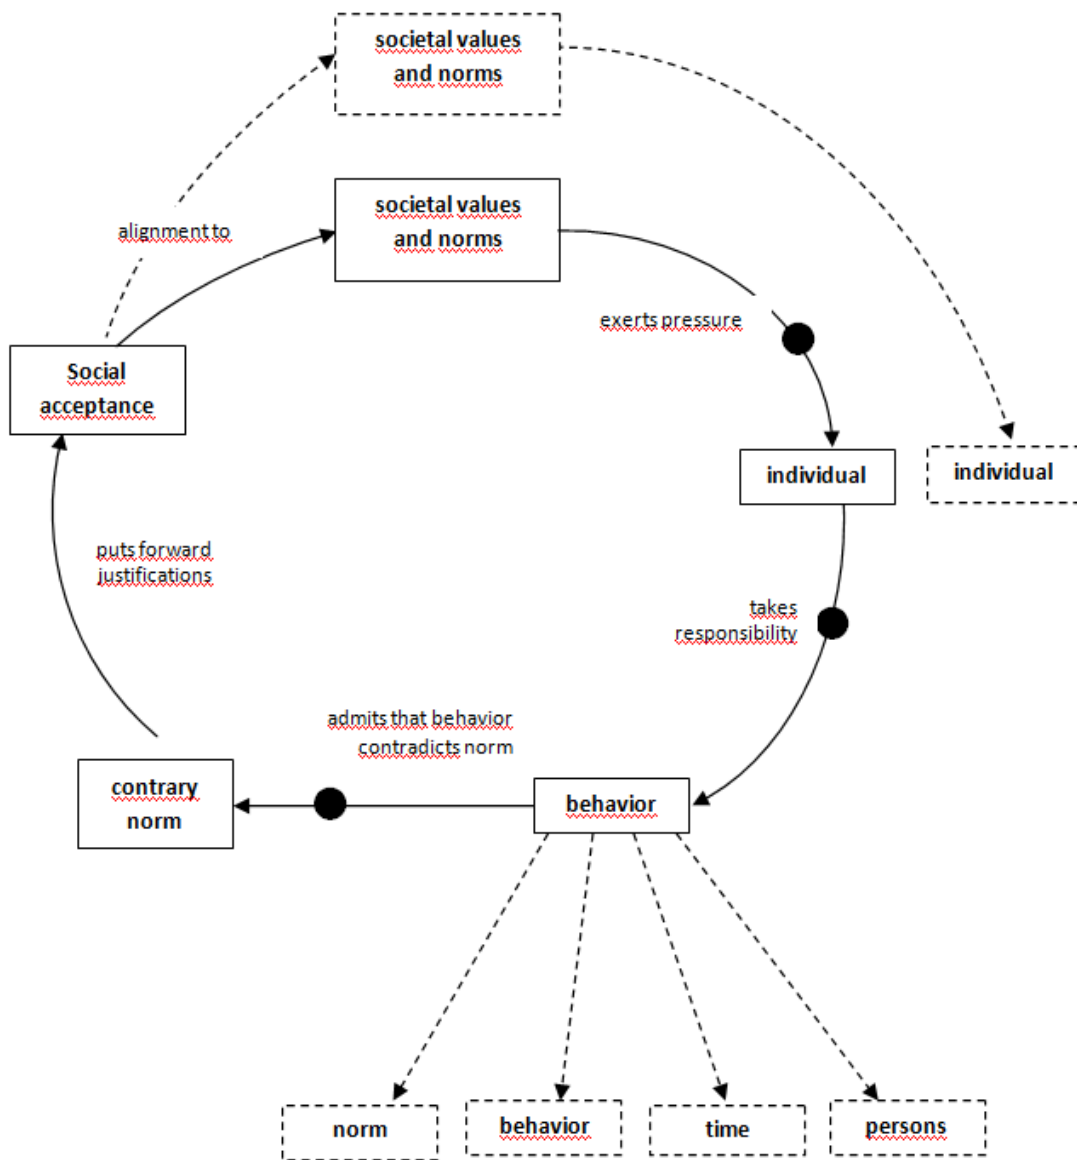 societal values
and norms
societal values
and norms
alignment to
exerts pressure
Social
acceptance
individual
individual
puts forward
justifications
takes
responsibility
admits that behavior
contradicts norm
contrary
norm
behavior
norm
behavior
time
persons